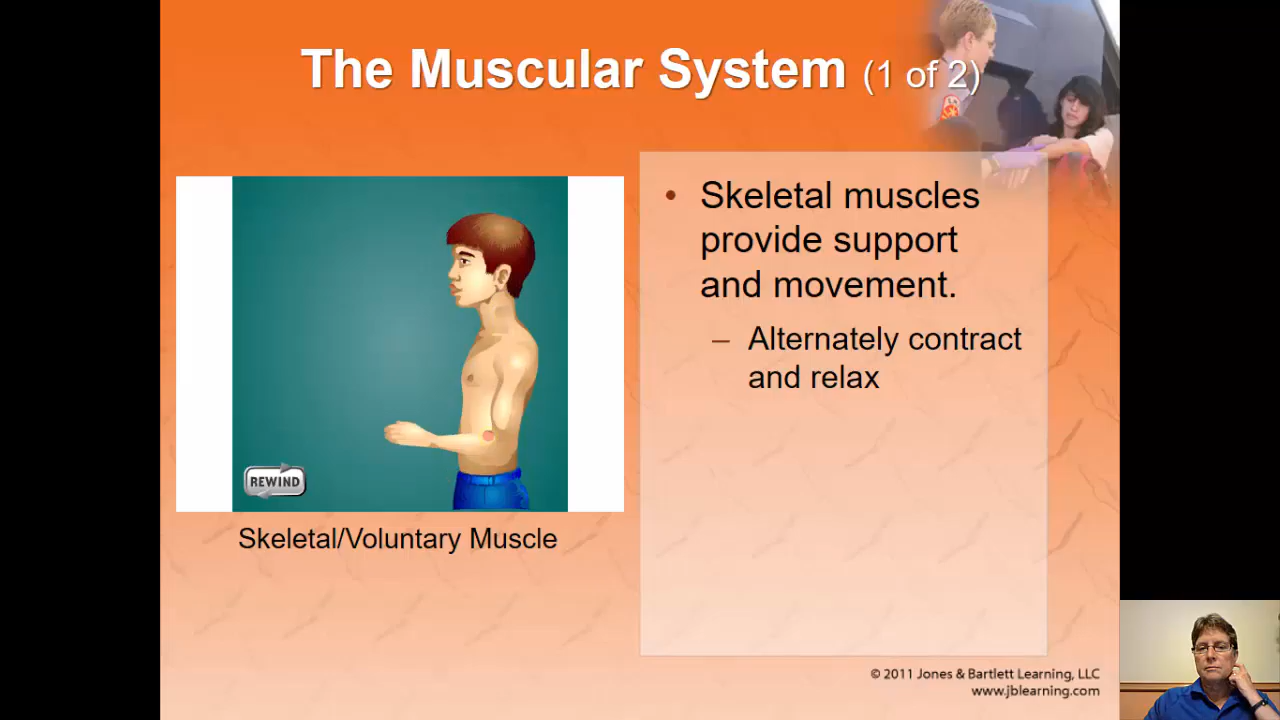 The Muscular System (1 of 2)
• Skeletal muscles
provide support
and movement.
– Alternately contract
and relax
REWIND
Skeletal/Voluntary Muscle
© 2011 Jones & Bartlett Learning, LLC
www.jblearning.com